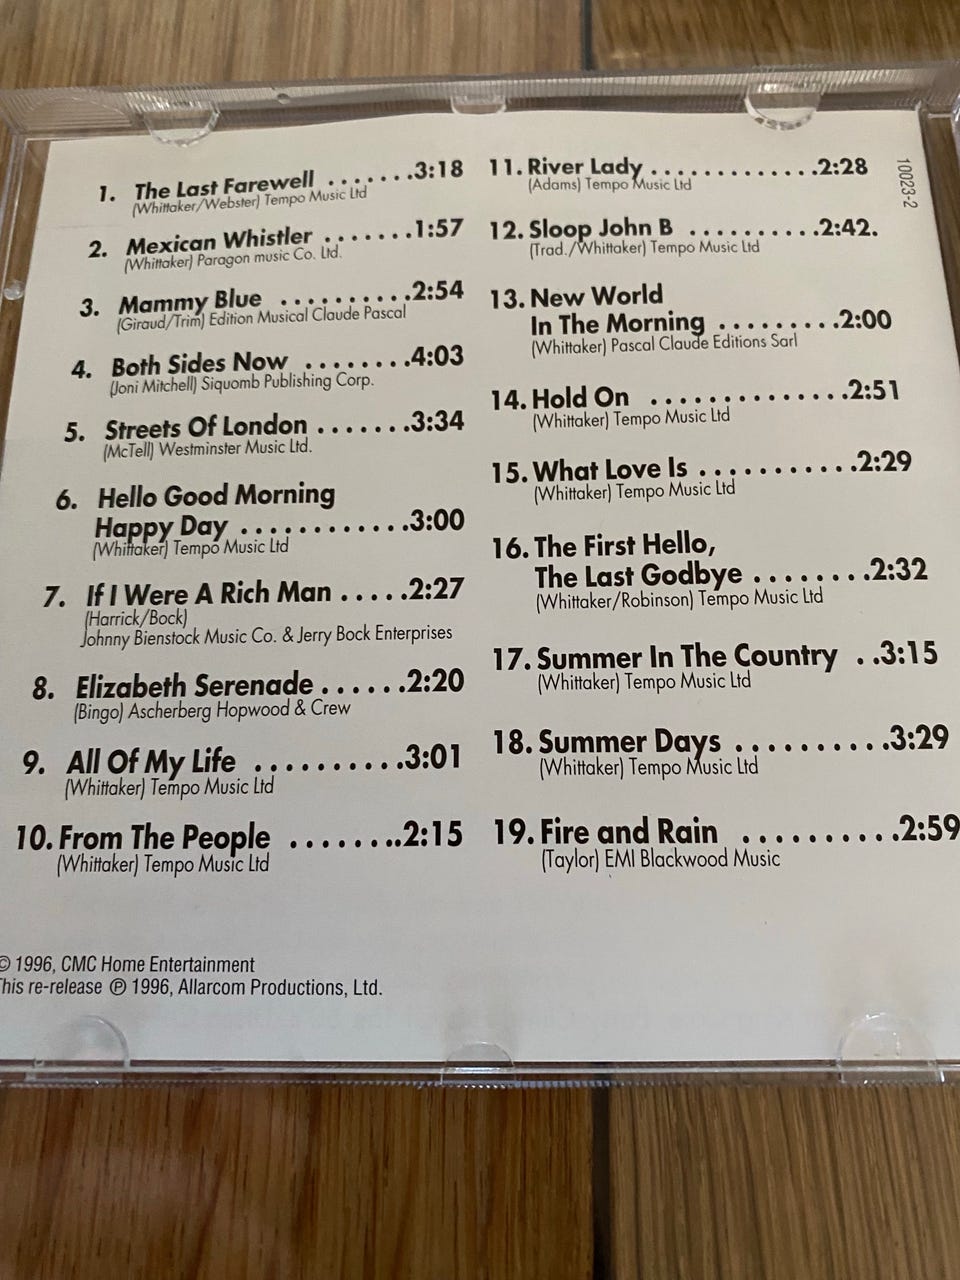 1. The Last Farewell .......3:18
(Whittaker/Webster) Tempo Music Ltd
2. Mexican Whistler .......1:57
(Whittaker) Paragon music Co. Ltd.
3. Mammy Blue ..........2:54
(Giraud/Trim) Edition Musical Claude Pascal
4. Both Sides Now ........4:03
(Joni Mitchell) Siquomb Publishing Corp.
5. Streets Of London .......3:34
(McTell) Westminster Music Ltd.
6. Hello Good Morning
Happy Day ............3:00
(Whittaker) Tempo Music Ltd
7. If I Were A Rich Man .....2:27
(Harrick/Bock)
Johnny Bienstock Music Co. & Jerry Bock Enterprises
8. Elizabeth Serenade ......2:20
(Bingo) Ascherberg Hopwood & Crew
9. All Of My Life ..........3:01
(Whittaker) Tempo Music Ltd
10. From The People ........2:15
(Whittaker) Tempo Music Ltd
11. River Lady .............2:28
(Adams) Tempo Music Ltd
12. Sloop John B ..........2:42.
(Trad./Whittaker) Tempo Music Ltd
13. New World
In The Morning .........2:00
(Whittaker) Pascal Claude Editions Sarl
14. Hold On ..............2:51
(Whittaker) Tempo Music Ltd
15. What Love Is ...........2:29
(Whittaker) Tempo Music Ltd
16. The First Hello,
The Last Godbye ........2:32
(Whittaker/Robinson) Tempo Music Ltd
17. Summer In The Country ..3:15
(Whittaker) Tempo Music Ltd
18. Summer Days ..........3:29
(Whittaker) Tempo Music Ltd
19. Fire and Rain ..........2:59
(Taylor) EMI Blackwood Music
10023-2
© 1996, CMC Home Entertainment
This re-release ℗ 1996, Allarcom Productions, Ltd.